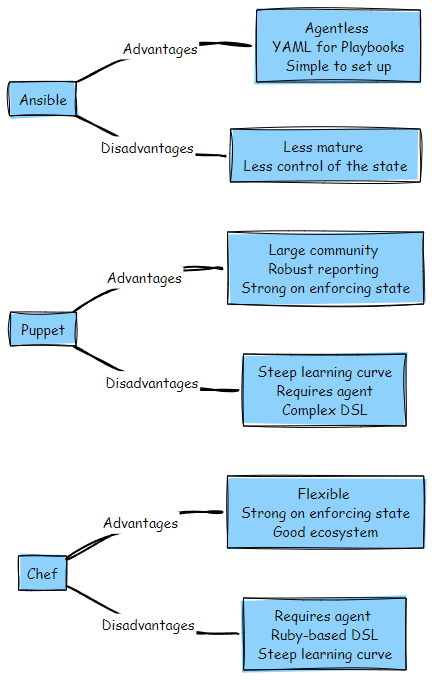 Advantages
Agentless
YAML for Playbooks
Simple to set up
Ansible
Disadvantages
Less mature
Less control of the state
Advantages
Large community
Robust reporting
Strong on enforcing state
Puppet
Disadvantages
Steep learning curve
Requires agent
Complex DSL
Advantages
Flexible
Strong on enforcing state
Good ecosystem
Chef
Disadvantages
Requires agent
Ruby-based DSL
Steep learning curve